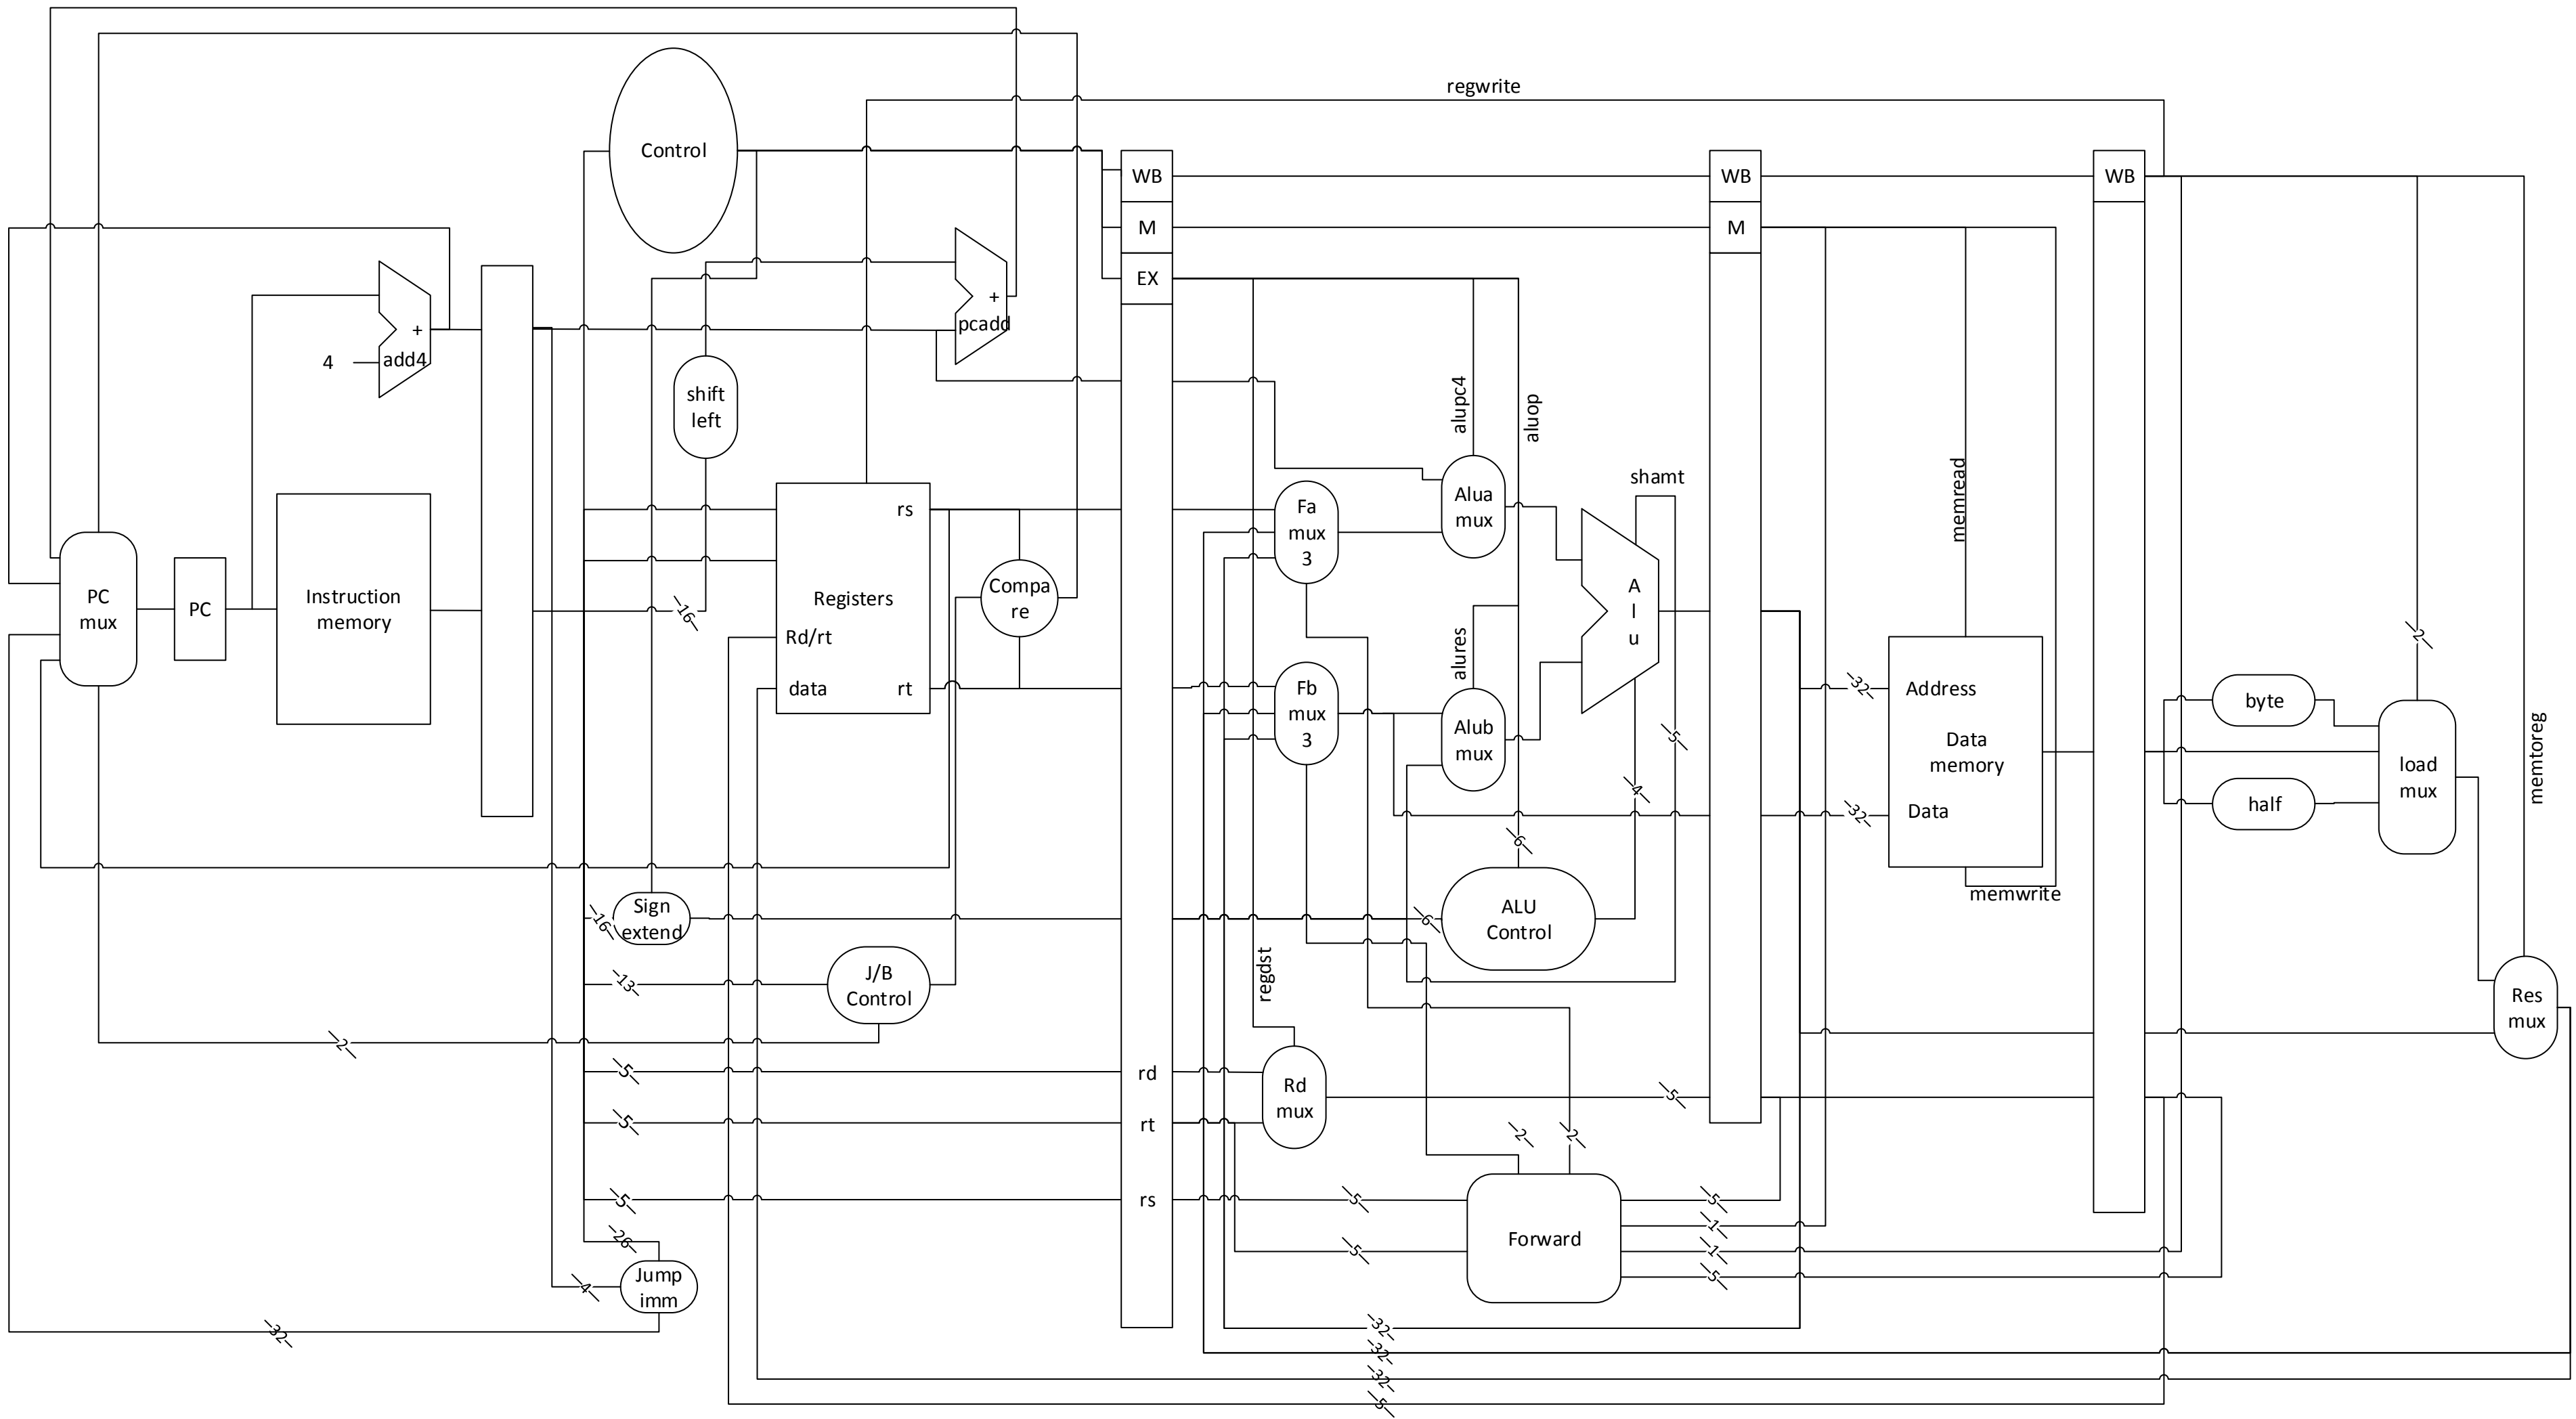 regwrite
Control
WB
WB
WB
M
M
EX
+
pcadd
+
add4
4
shift
left
alupc4
aluop
shamt
memread
Alua
mux
Fa
mux
3
rs
Registers
Rd/rt
data
rt
Compa
re
PC
mux
PC
Instruction
memory
16
A
l
u
alures
2
Fb
mux
3
Alub
mux
5
4
32
Address
Data
memory
32
Data
byte
half
load
mux
memtoreg
6
memwrite
16
Sign
extend
6
ALU
Control
13
J/B
Control
regdst
2
Res
mux
5
rd
Rd
mux
5
5
rt
2
2
5
rs
5
5
26
Forward
1
5
1
5
Jump
imm
4
32
32
32
32
5